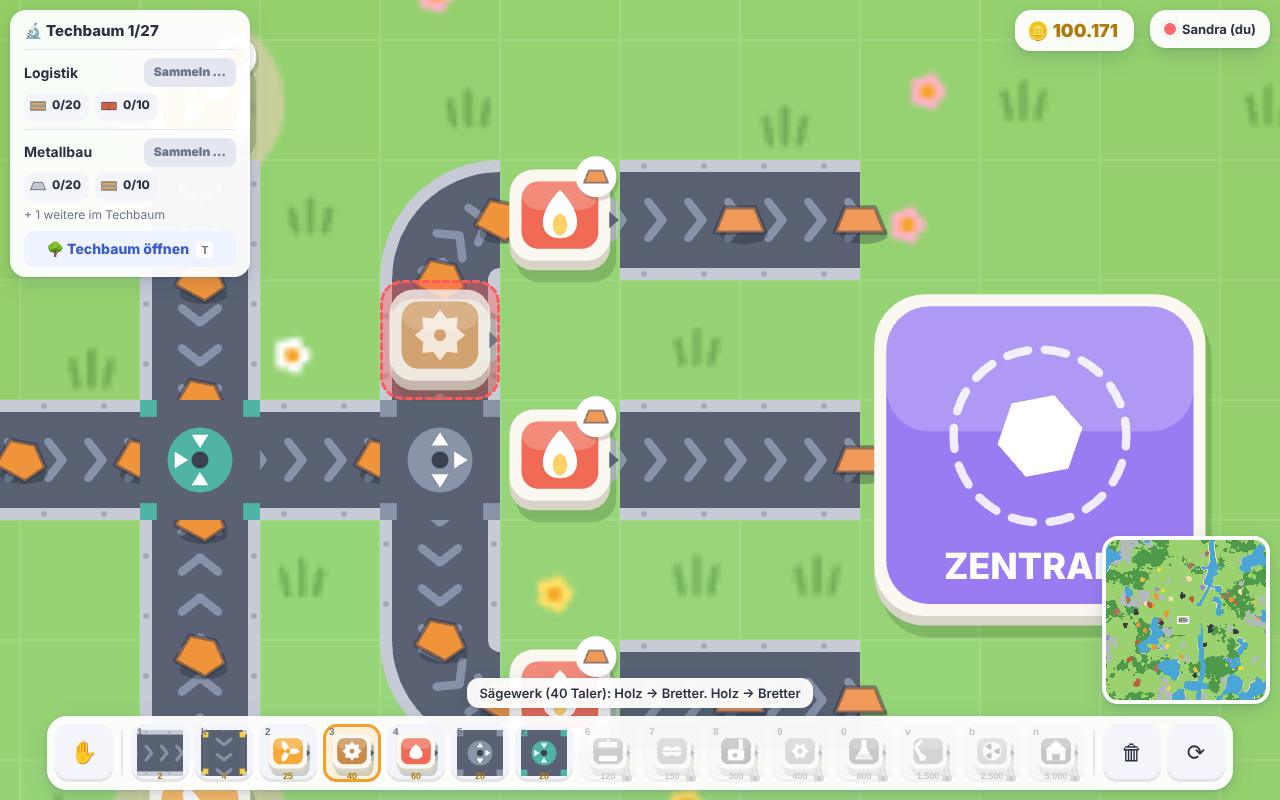 🔬 Techbaum 1/27
Logistik Sammeln ...
0/20 0/10
Metallbau Sammeln ...
0/20 0/10
+ 1 weitere im Techbaum
🌳 Techbaum öffnen T
🪙 100.171
Sandra (du)
ZENTRA
Sägewerk (40 Taler): Holz → Bretter. Holz → Bretter
1 2 3 4 5 6 7 8 9 0 v b n
2 4 25 40 60 20 20 120 150 300 400 800 1.500 2.500 5.000